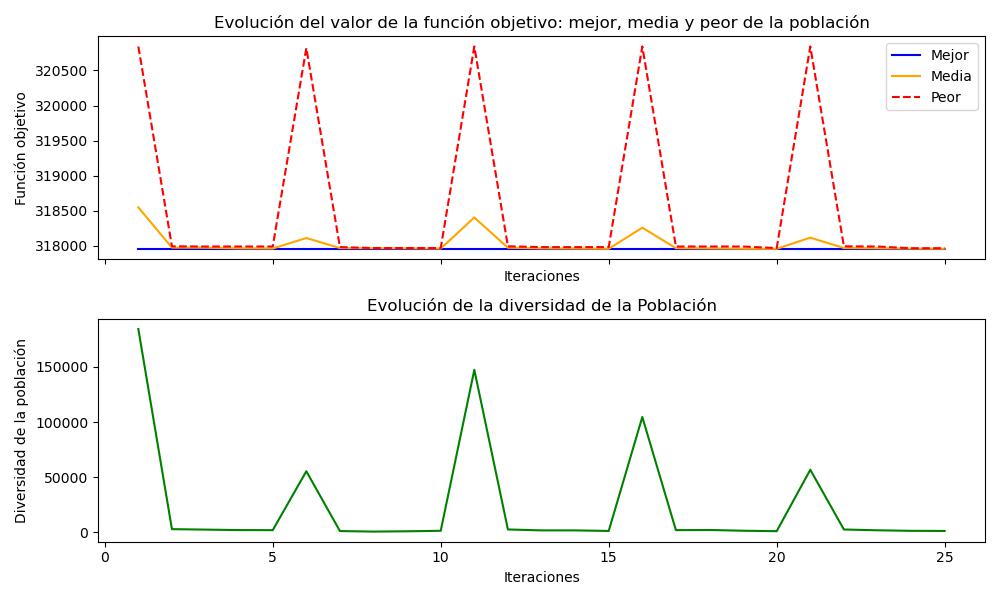 Evolución del valor de la función objetivo: mejor, media y peor de la población
Función objetivo
320500
320000
319500
319000
318500
318000
Mejor
Media
Peor
Iteraciones
Evolución de la diversidad de la Población
Diversidad de la población
150000
100000
50000
0
0 5 10 15 20 25
Iteraciones